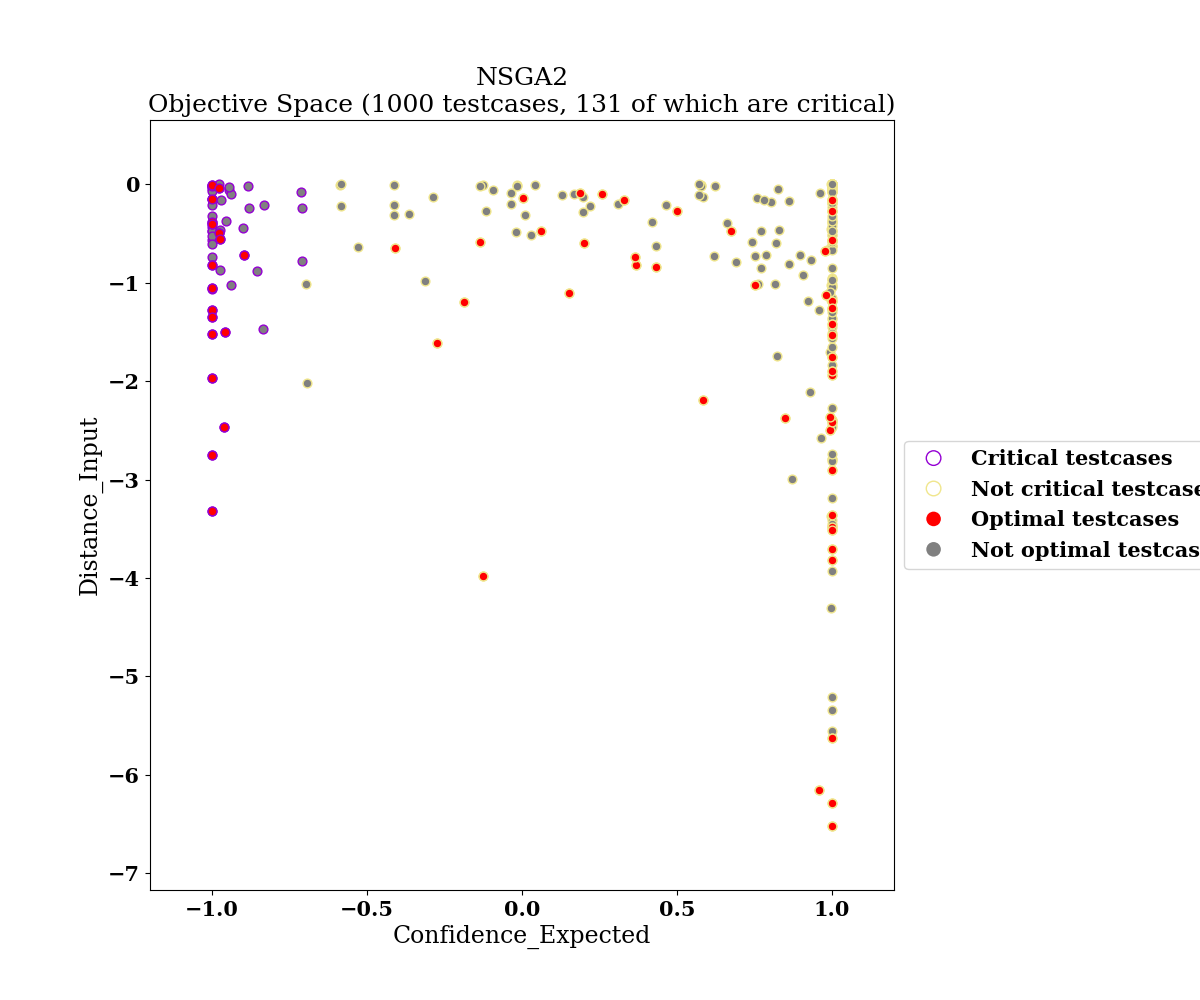 NSGA2
Objective Space (1000 testcases, 131 of which are critical)
0
−1
−2
−3
−4
−5
−6
−7
Distance_Input
−1.0
−0.5
0.0
0.5
1.0
Confidence_Expected
Critical testcases
Not critical testcase
Optimal testcases
Not optimal testcas